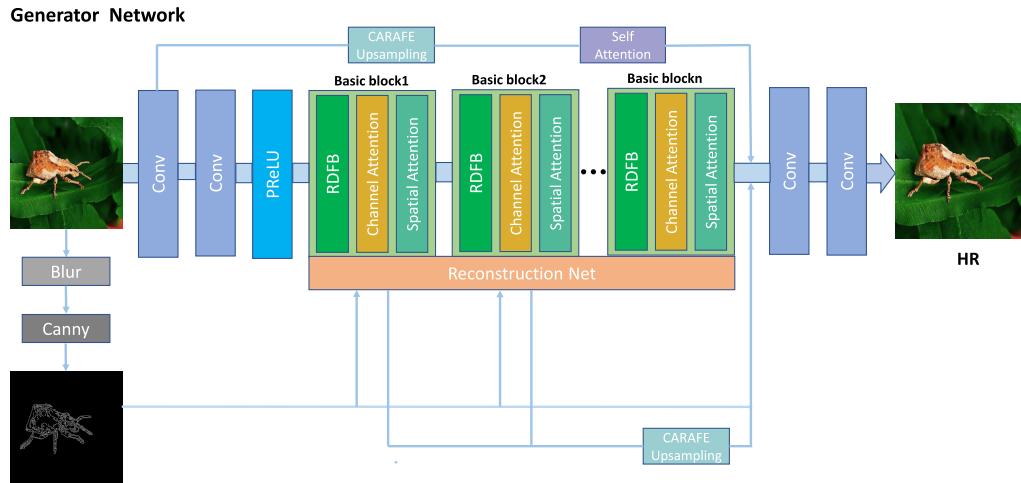 Generator Network
CARAFE
Upsampling
Self
Attention
Basic block1
Basic block2
Basic blockn
Conv
Conv
PReLU
RDFB
Channel Attention
Spatial Attention
RDFB
Channel Attention
Spatial Attention
•••
RDFB
Channel Attention
Spatial Attention
Conv
Conv
HR
Reconstruction Net
Blur
Canny
CARAFE
Upsampling